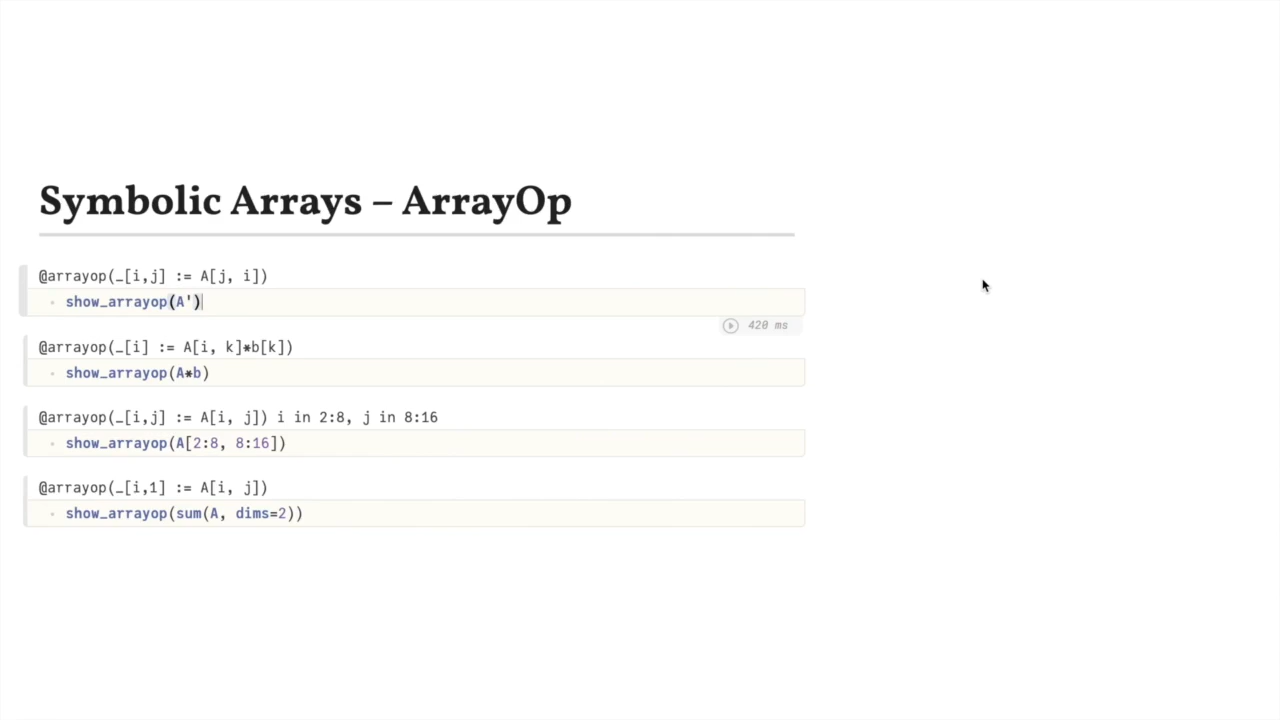 Symbolic Arrays – ArrayOp
@arrayop(_[i,j] := A[j, i])
show_arrayop(A')
420 ms
@arrayop(_[i] := A[i, k]*b[k])
show_arrayop(A*b)
@arrayop(_[i,j] := A[i, j]) i in 2:8, j in 8:16
show_arrayop(A[2:8, 8:16])
@arrayop(_[i,1] := A[i, j])
show_arrayop(sum(A, dims=2))